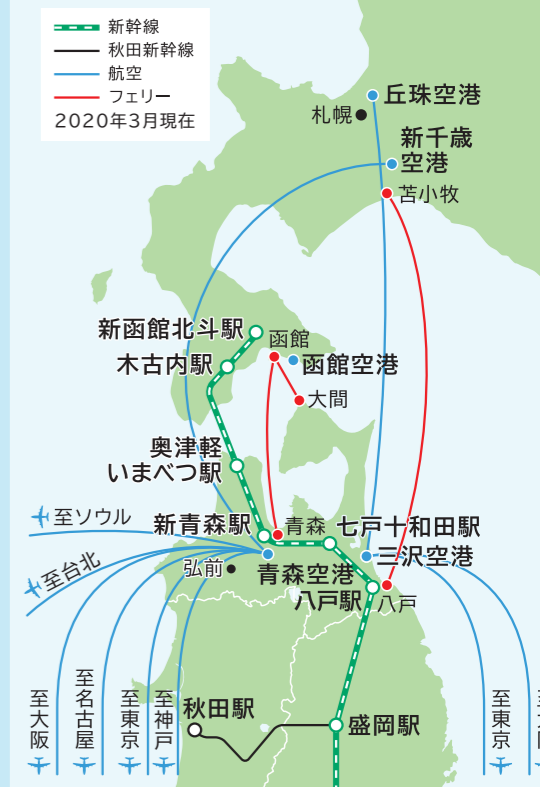 新幹線
秋田新幹線
航空
フェリー
2020年3月現在
丘珠空港
札幌
新千歳
空港
苫小牧
新函館北斗駅
函館
木古内駅
函館空港
大間
奥津軽
いまべつ駅
至ソウル
新青森駅
青森
七戸十和田駅
三沢空港
至台北
弘前
青森空港
八戸駅
八戸
至大阪
至名古屋
至東京
至神戸
秋田駅
盛岡駅
至東京